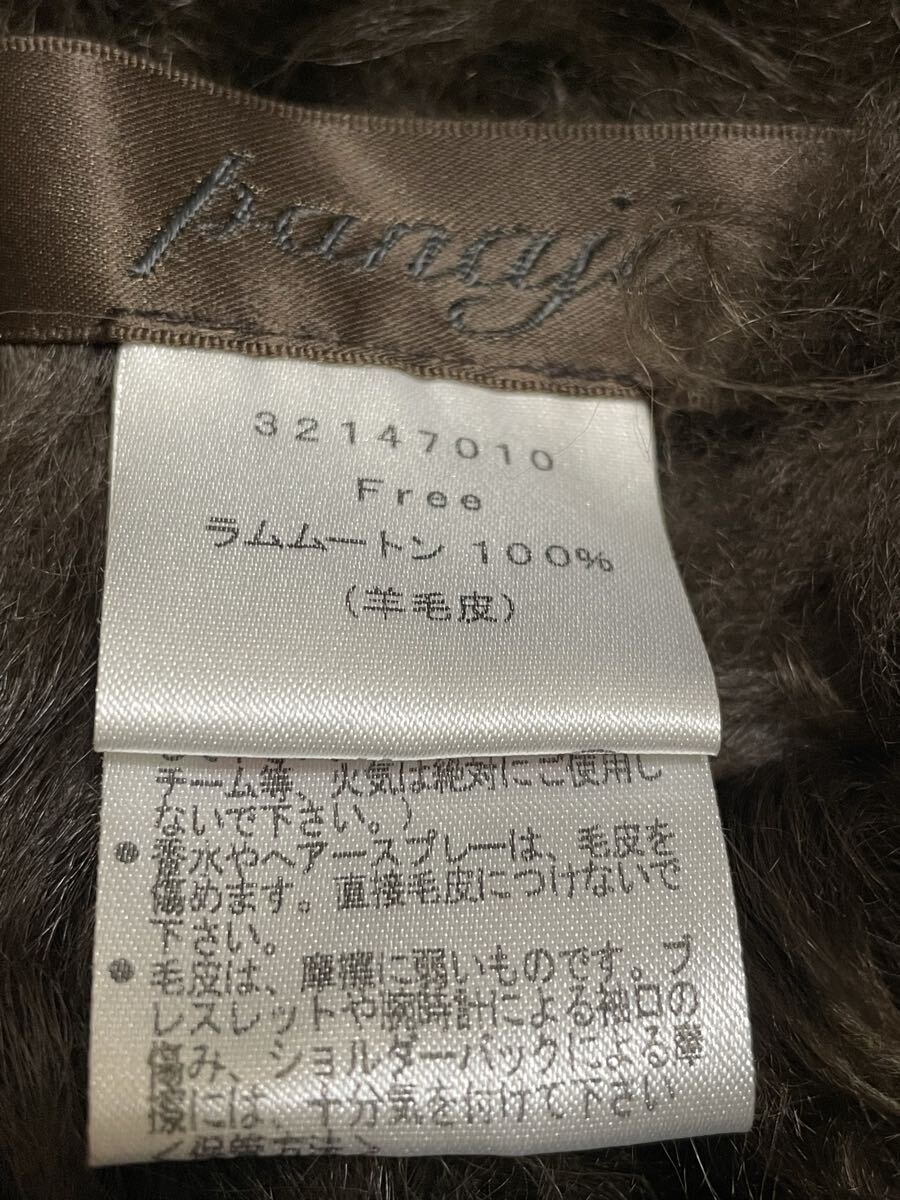 panaj
32147010
Free
ラムムートン 100%
(羊毛皮)
チーム等、火気は絶対にご使用し
ないで下さい。)
● 香水やヘアースプレーは、毛皮を
傷めます。直接毛皮につけないで
下さい。
● 毛皮は、摩擦に弱いものです。ブ
レスレットや腕時計による袖口の
傷み、ショルダーバックによる摩
擦には、十分気を付けて下さい
〈保管方法〉